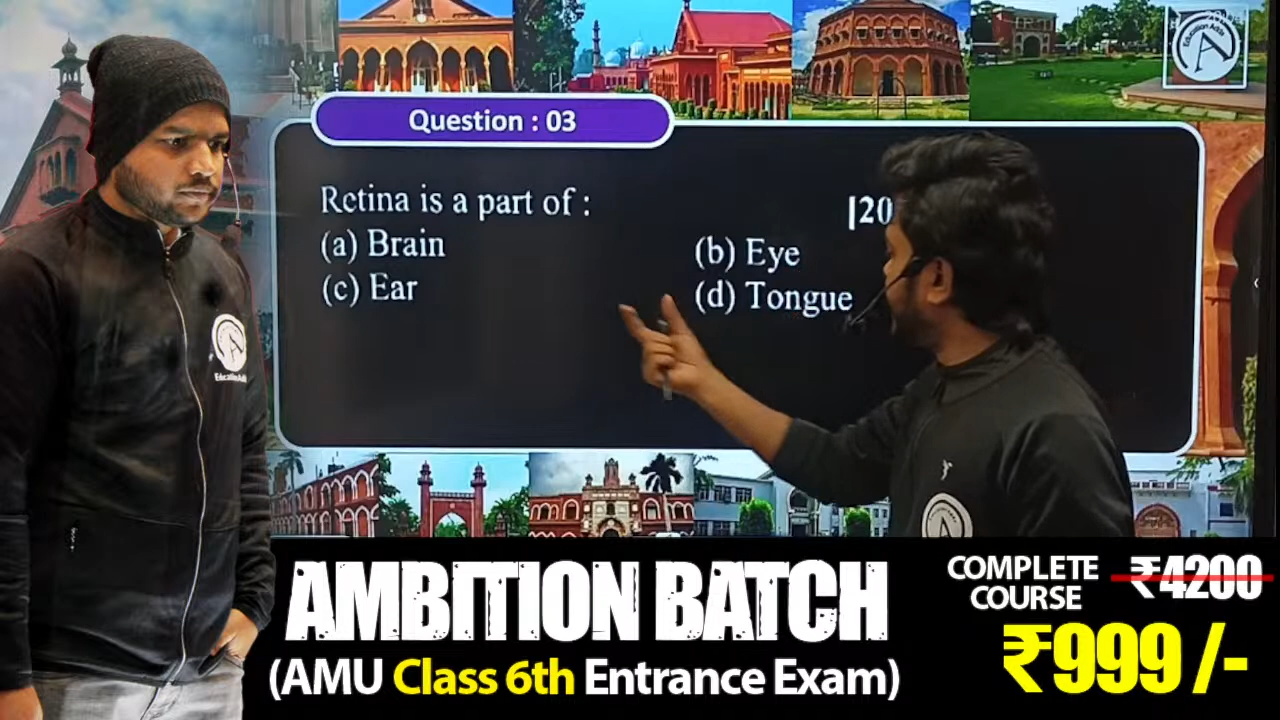 Question : 03
Retina is a part of : [20
(a) Brain (b) Eye
(c) Ear (d) Tongue
AMBITION BATCH
(AMU Class 6th Entrance Exam)
COMPLETE ₹4200
COURSE
₹999 /-